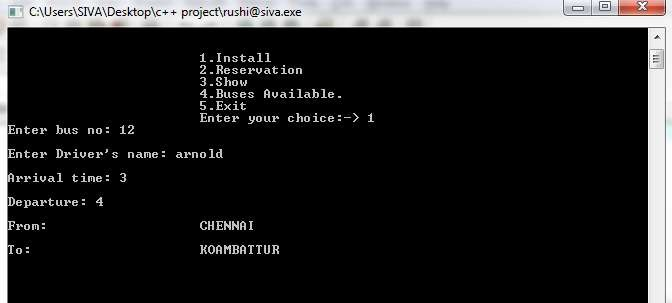 C:\Users\SIVA\Desktop\c++ project\rushi@siva.exe
1.Install
2.Reservation
3.Show
4.Buses Available.
5.Exit
Enter your choice:-> 1
Enter bus no: 12
Enter Driver's name: arnold
Arrival time: 3
Departure: 4
From: CHENNAI
To: KOAMBATTUR